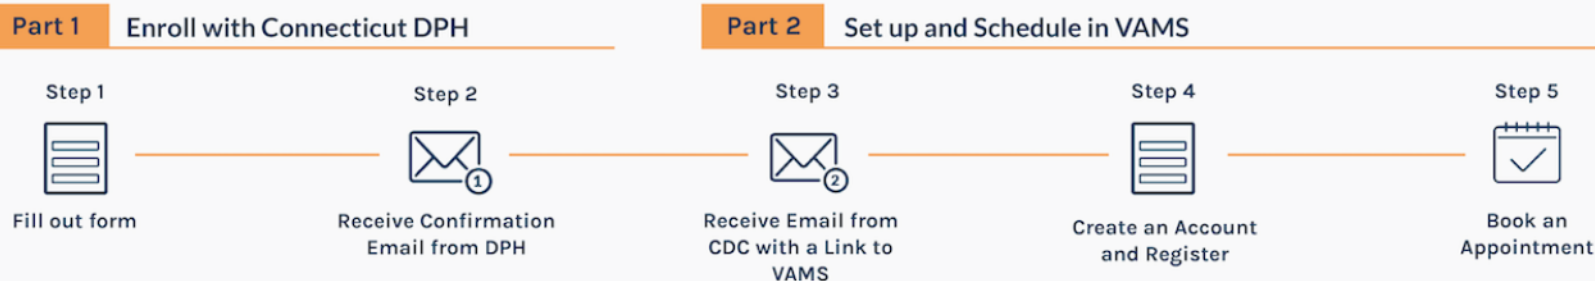 Part 1
Enroll with Connecticut DPH
Part 2
Set up and Schedule in VAMS
Step 1
Fill out form
Step 2
1
Receive Confirmation
Email from DPH
Step 3
2
Receive Email from
CDC with a Link to
VAMS
Step 4
Create an Account
and Register
Step 5
Book an
Appointment